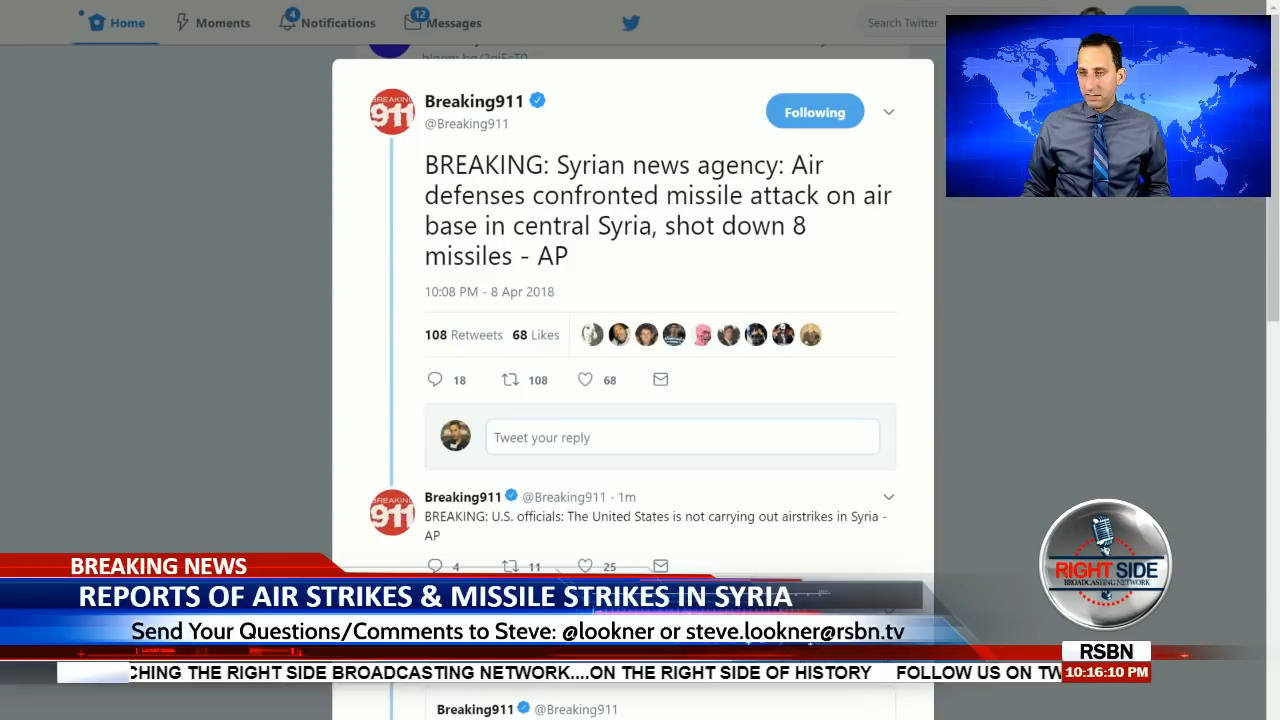 Home
Moments
4
Notifications
12
Messages
Search Twitter
BREAKING
911
Breaking911
@Breaking911
Following
BREAKING: Syrian news agency: Air
defenses confronted missile attack on air
base in central Syria, shot down 8
missiles - AP
10:08 PM - 8 Apr 2018
108 Retweets 68 Likes
18 108 68
Tweet your reply
BREAKING
911
Breaking911 @Breaking911 · 1m
BREAKING: U.S. officials: The United States is not carrying out airstrikes in Syria -
AP
4 11 25
BREAKING NEWS
REPORTS OF AIR STRIKES & MISSILE STRIKES IN SYRIA
Send Your Questions/Comments to Steve: @lookner or steve.lookner@rsbn.tv
RIGHT SIDE
BROADCASTING NETWORK
RSBN
10:16:10 PM
CHING THE RIGHT SIDE BROADCASTING NETWORK....ON THE RIGHT SIDE OF HISTORY FOLLOW US ON TW
Breaking911 @Breaking911